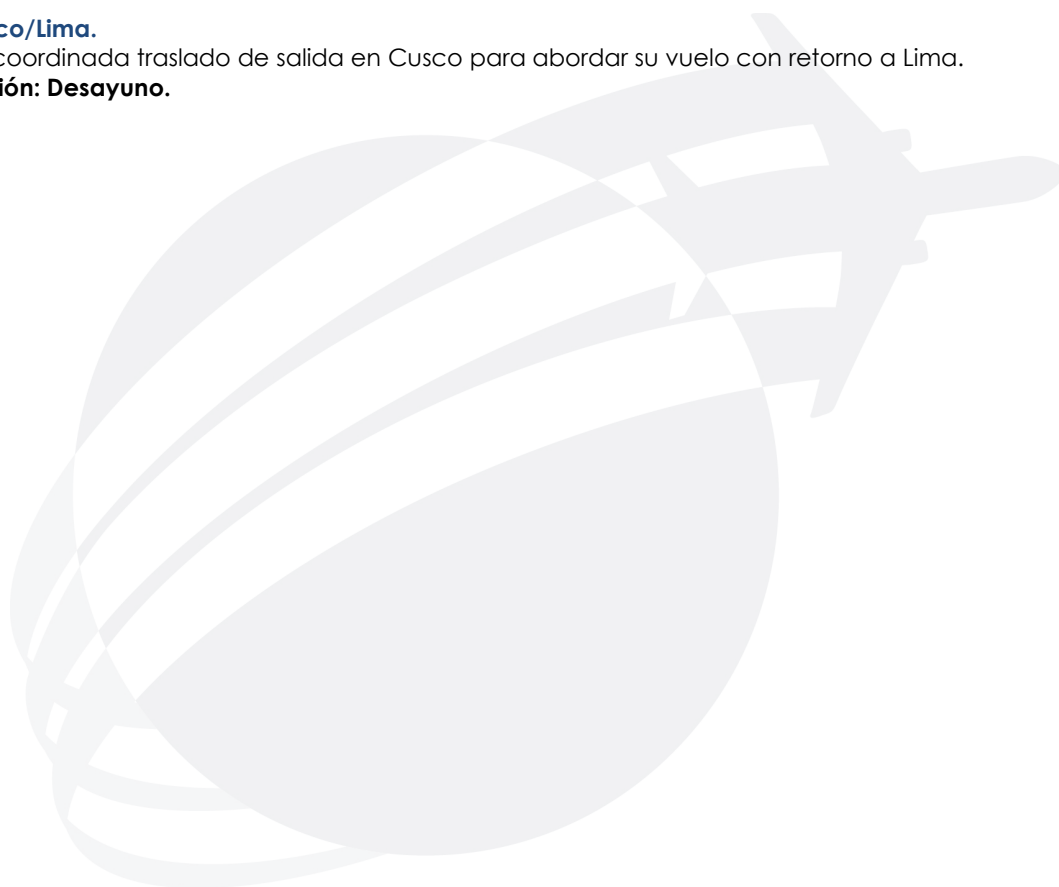 co/Lima.
coordinada traslado de salida en Cusco para abordar su vuelo con retorno a Lima.
ión: Desayuno.